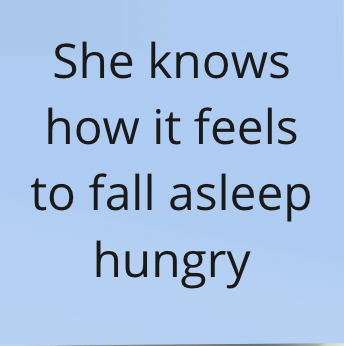 She knows
how it feels
to fall asleep
hungry